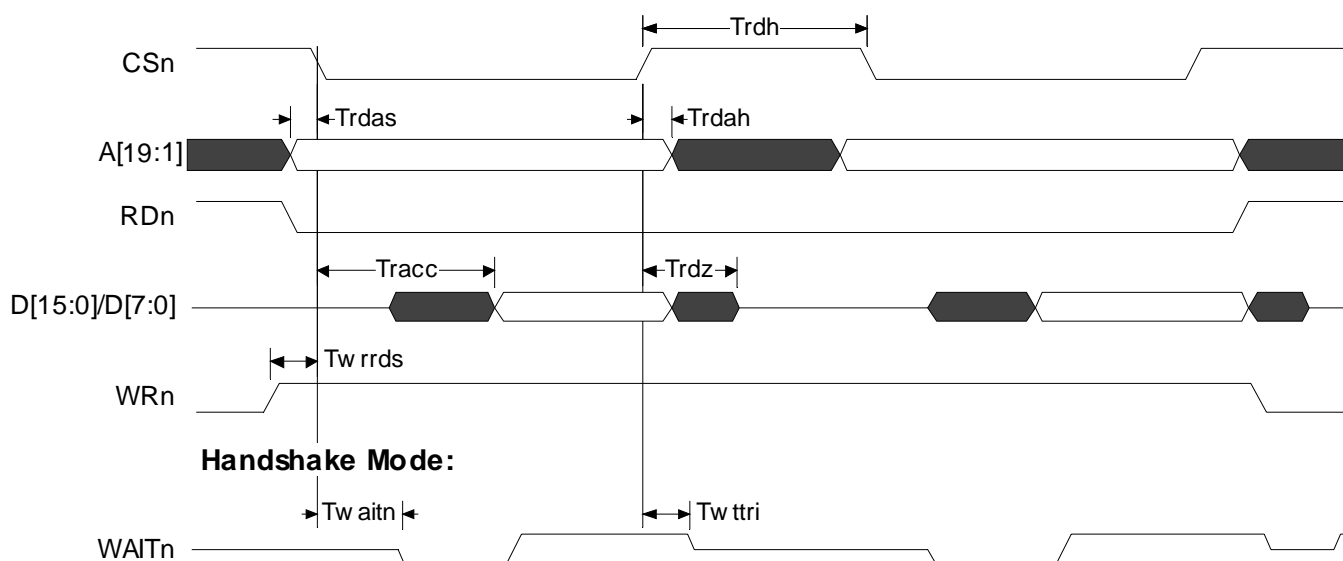 Trdh
CSn
Trdas
Trdah
A[19:1]
RDn
Tracc
Trdz
D[15:0]/D[7:0]
Tw rrds
WRn
Handshake Mode:
Tw aitn
Tw ttri
WAITn